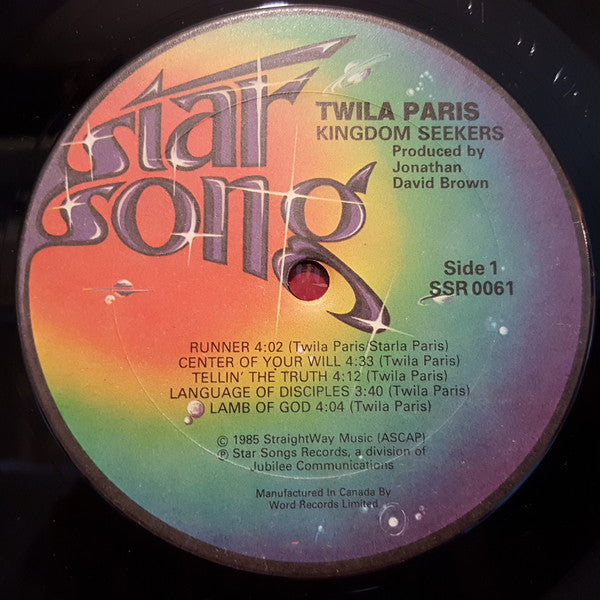 Star
Song
TWILA PARIS
KINGDOM SEEKERS
Produced by
Jonathan
David Brown
Side 1
SSR 0061
RUNNER 4:02 (Twila Paris/Starla Paris)
CENTER OF YOUR WILL 4:33 (Twila Paris)
TELLIN' THE TRUTH 4:12 (Twila Paris)
LANGUAGE OF DISCIPLES 3:40 (Twila Paris)
LAMB OF GOD 4:04 (Twila Paris)
© 1985 StraightWay Music (ASCAP)
℗ Star Songs Records, a division of
Jubilee Communications
Manufactured In Canada By
Word Records Limited